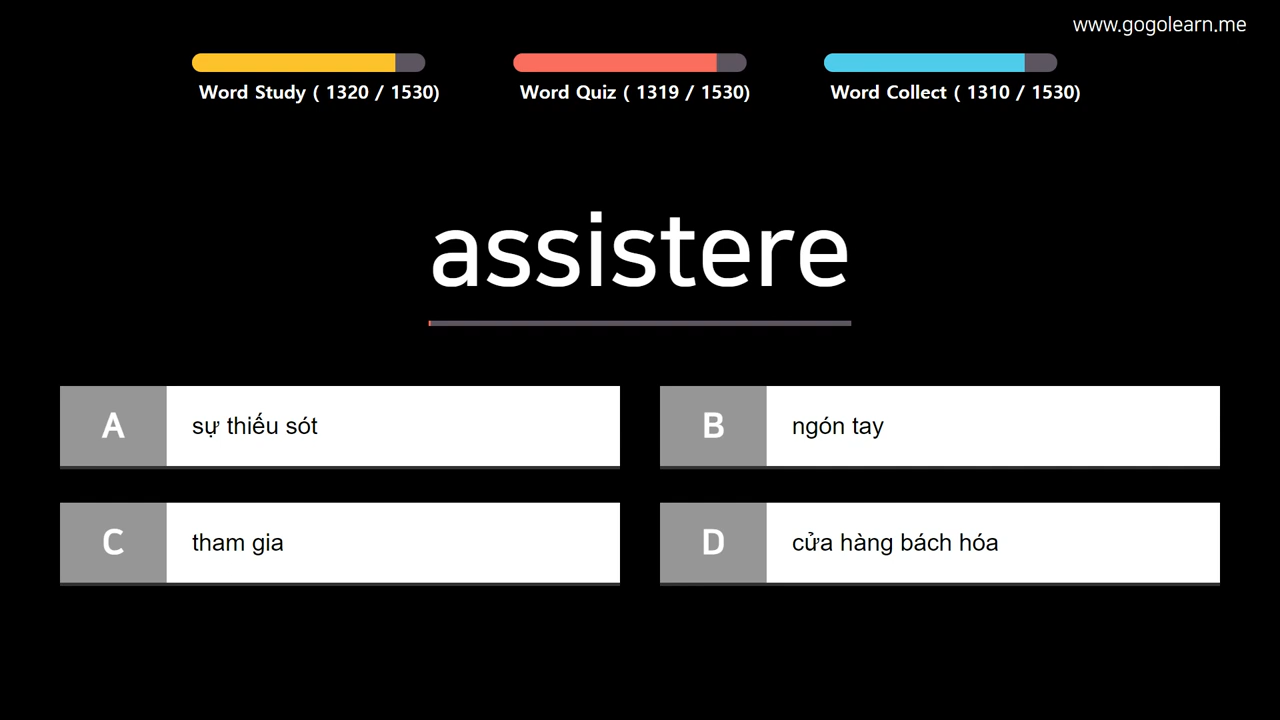 www.gogolearn.me
Word Study ( 1320 / 1530)
Word Quiz ( 1319 / 1530)
Word Collect ( 1310 / 1530)
assistere
A sự thiếu sót
B ngón tay
C tham gia
D cửa hàng bách hóa